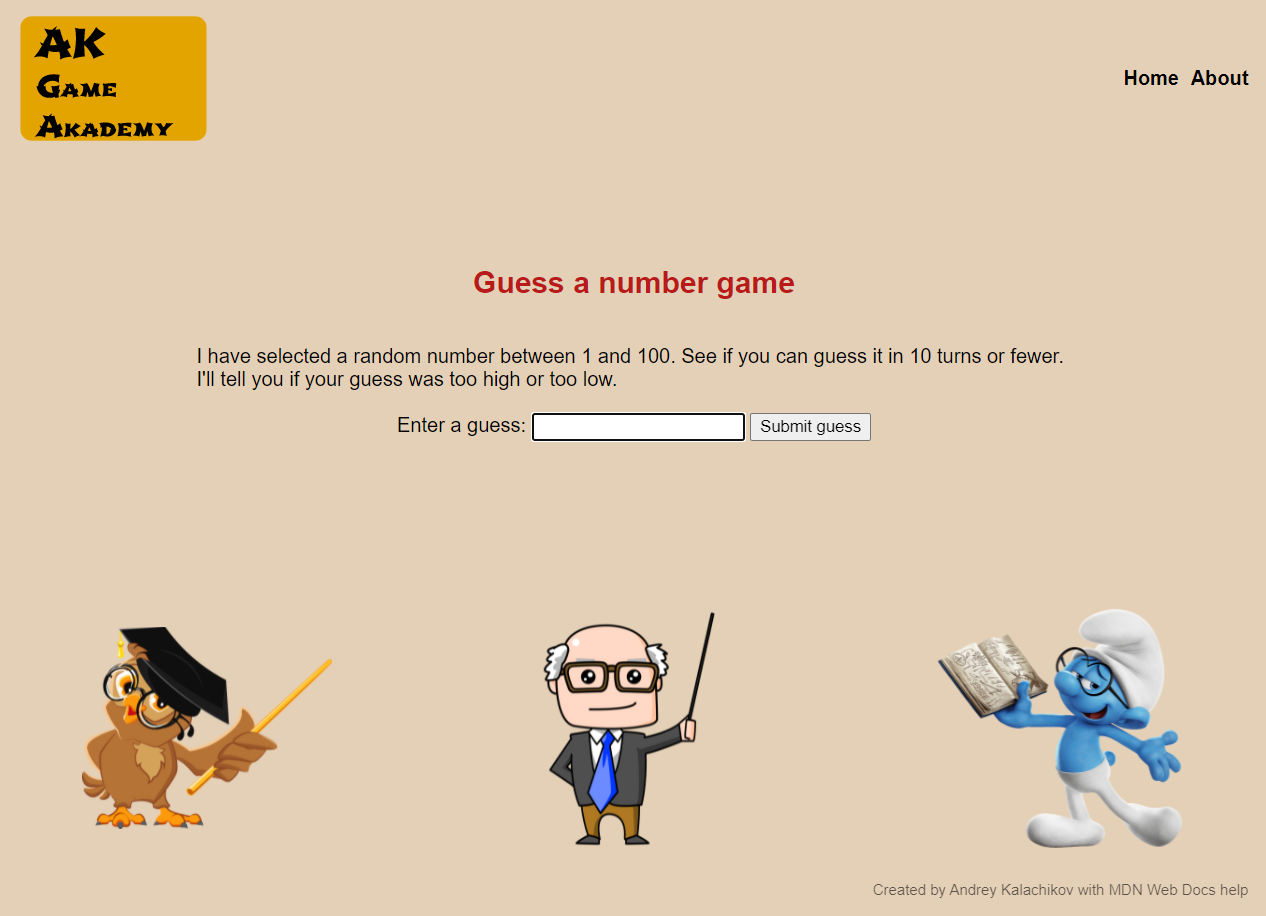 AK
Game
Akademy
Home About
Guess a number game
I have selected a random number between 1 and 100. See if you can guess it in 10 turns or fewer.
I'll tell you if your guess was too high or too low.
Enter a guess: Submit guess
Created by Andrey Kalachikov with MDN Web Docs help